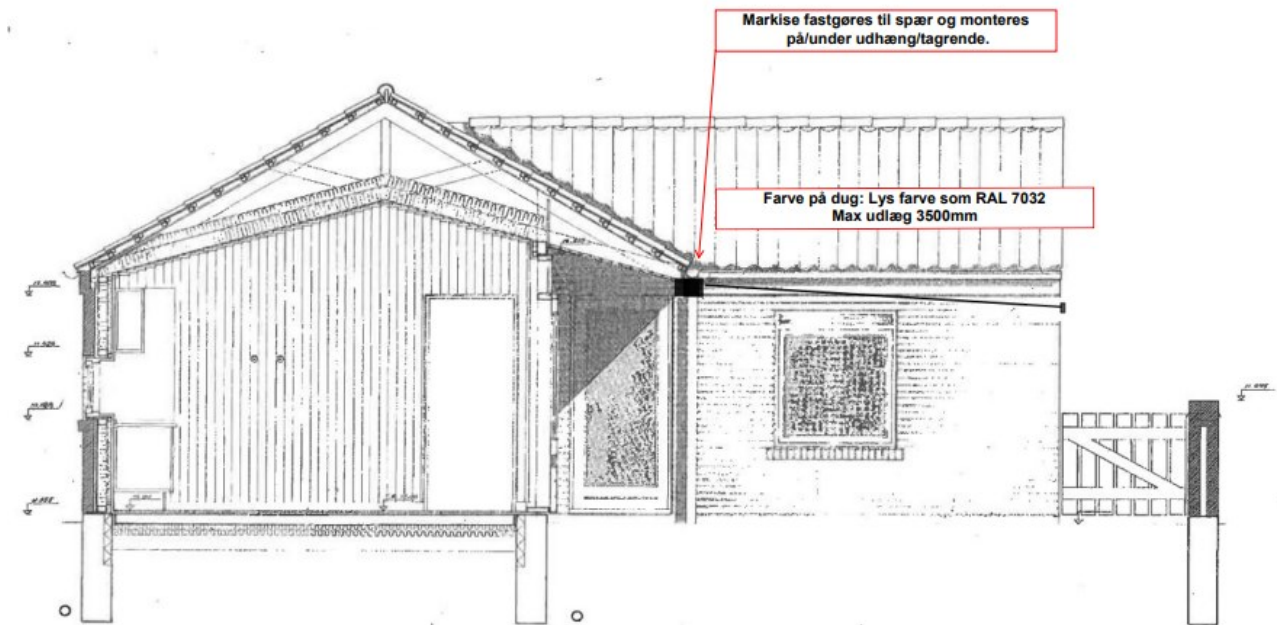 Markise fastgøres til spær og monteres
på/under udhæng/tagrende.
Farve på dug: Lys farve som RAL 7032
Max udlæg 3500mm